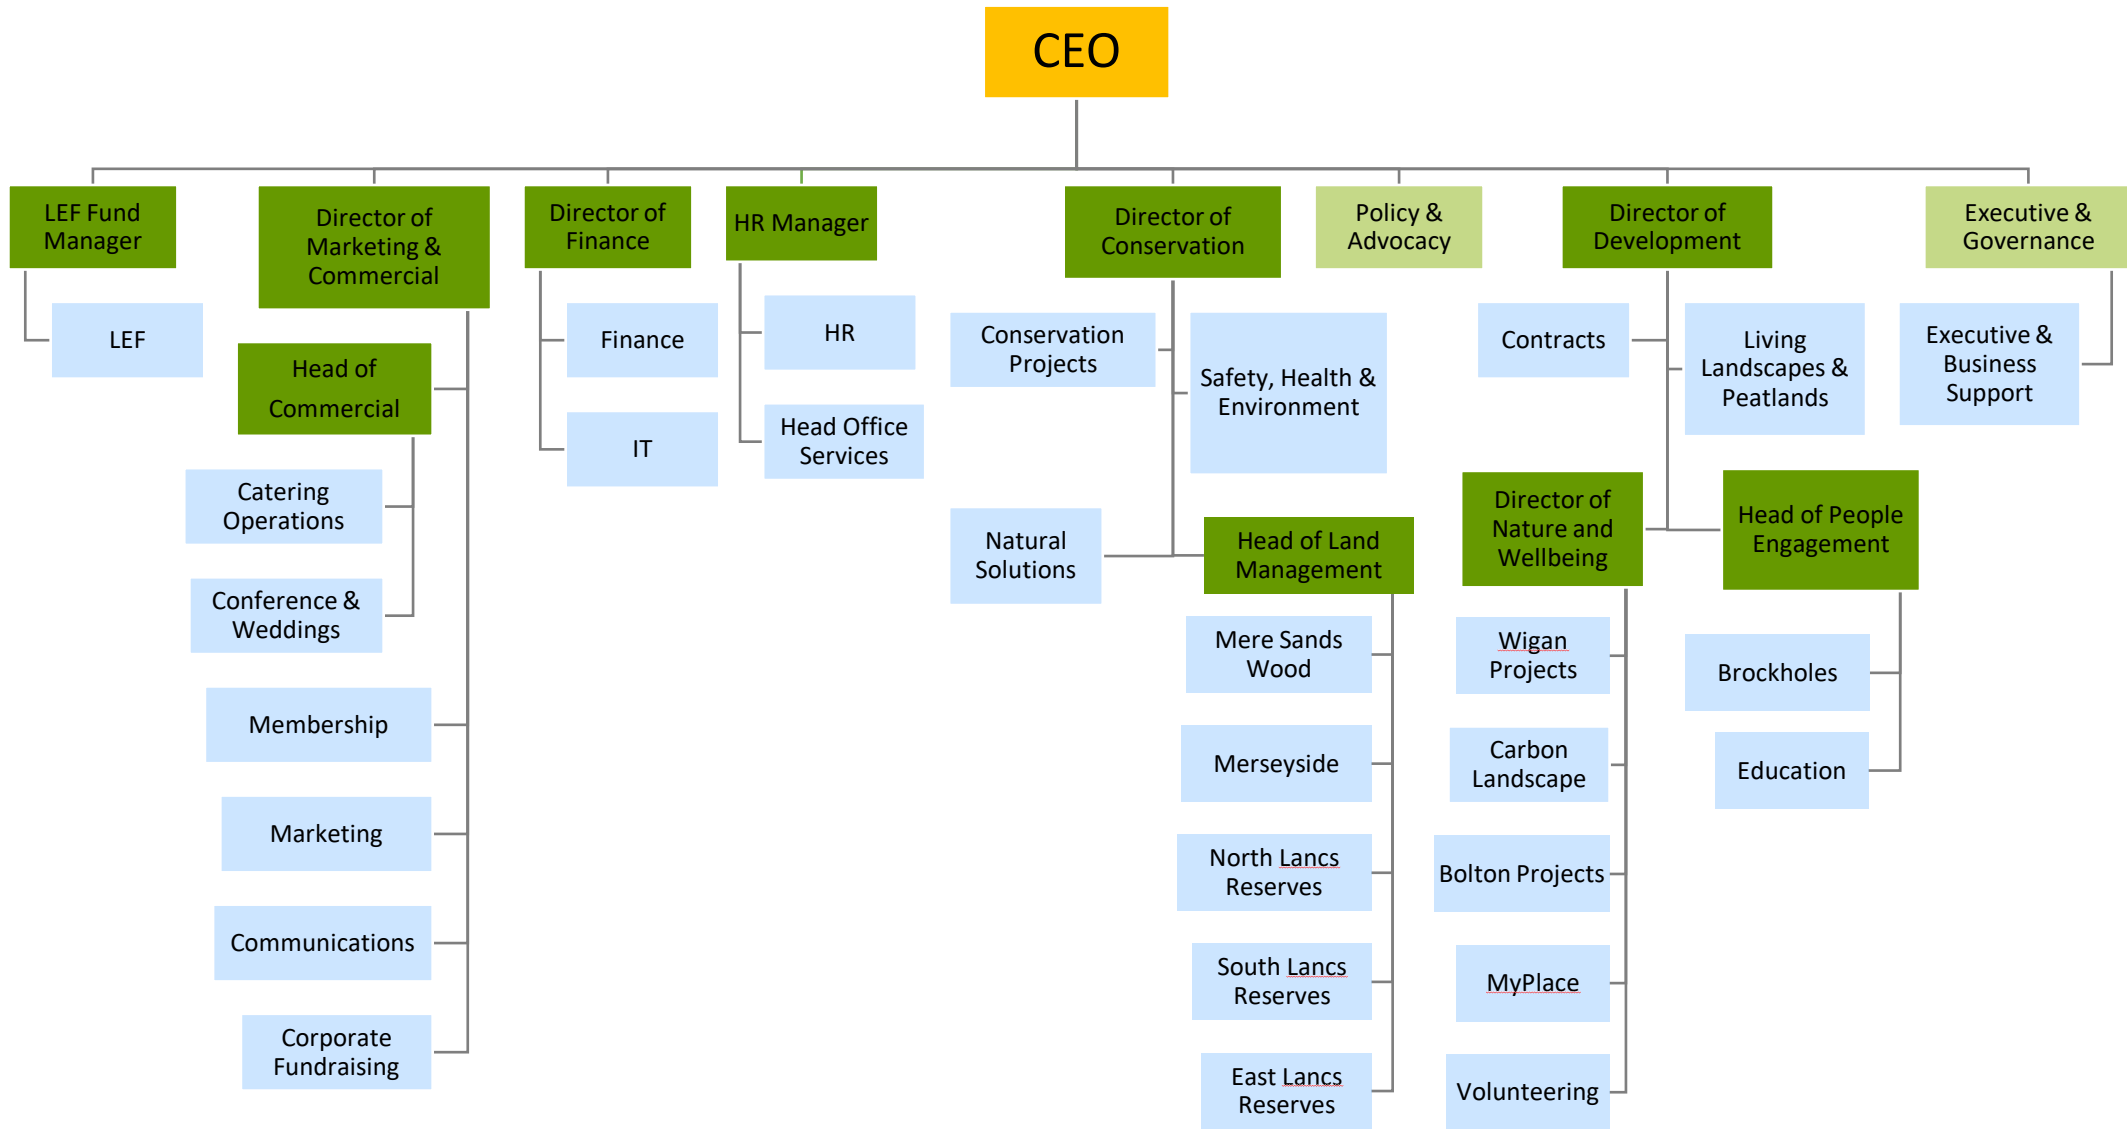 CEO
LEF Fund
Manager
Director of
Marketing &
Commercial
Director of
Finance
HR Manager
Director of
Conservation
Policy &
Advocacy
Director of
Development
Executive &
Governance
LEF
Head of
Commercial
Catering
Operations
Conference &
Weddings
Membership
Marketing
Communications
Corporate
Fundraising
Finance
IT
HR
Head Office
Services
Conservation
Projects
Safety, Health &
Environment
Natural
Solutions
Head of Land
Management
Mere Sands
Wood
Merseyside
North Lancs
Reserves
South Lancs
Reserves
East Lancs
Reserves
Contracts
Living
Landscapes &
Peatlands
Director of
Nature and
Wellbeing
Head of People
Engagement
Wigan
Projects
Carbon
Landscape
Bolton Projects
MyPlace
Volunteering
Brockholes
Education
Executive &
Business
Support